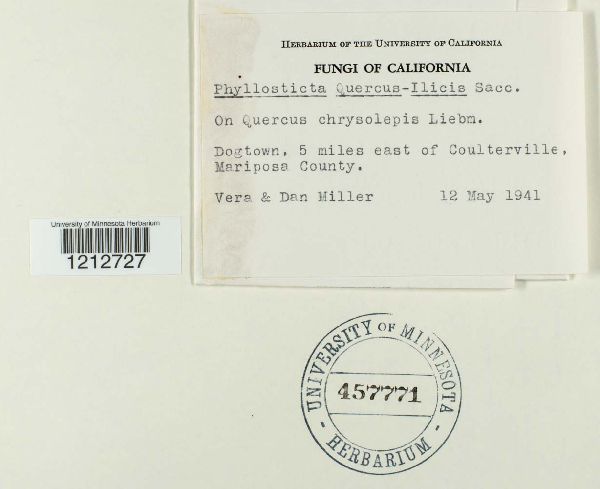 HERBARIUM OF THE UNIVERSITY OF CALIFORNIA
FUNGI OF CALIFORNIA
Phyllosticta Quercus-Ilicis Sacc.
On Quercus chrysolepis Liebm.
Dogtown, 5 miles east of Coulterville,
Mariposa County.
Vera & Dan Miller 12 May 1941
University of Minnesota Herbarium
1212727
UNIVERSITY OF MINNESOTA
457771
- HERBARIUM -